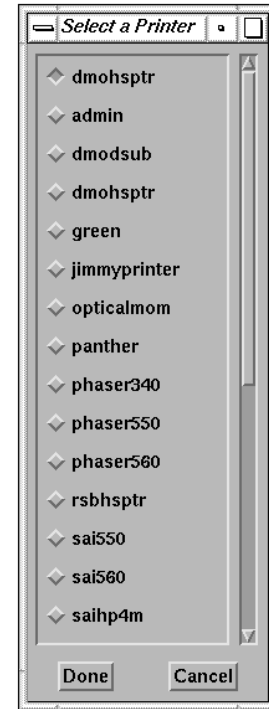 Select a Printer
dmohsptr
admin
dmodsub
dmohsptr
green
jimmyprinter
opticalmom
panther
phaser340
phaser550
phaser560
rsbhsptr
sai550
sai560
saihp4m
Done Cancel